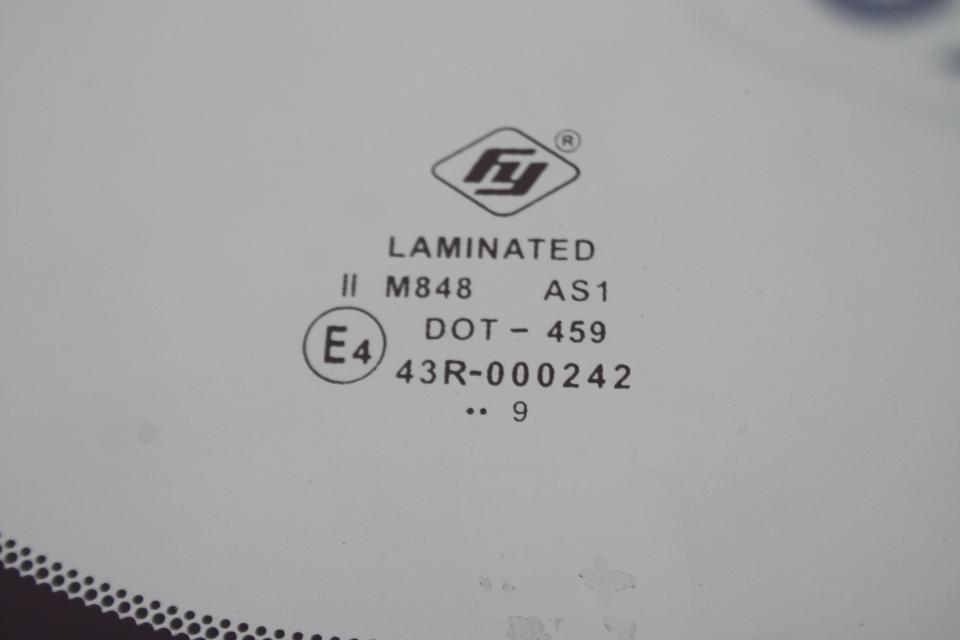 fy ®
LAMINATED
II M848 AS1
DOT - 459
E4
43R-000242
•• 9